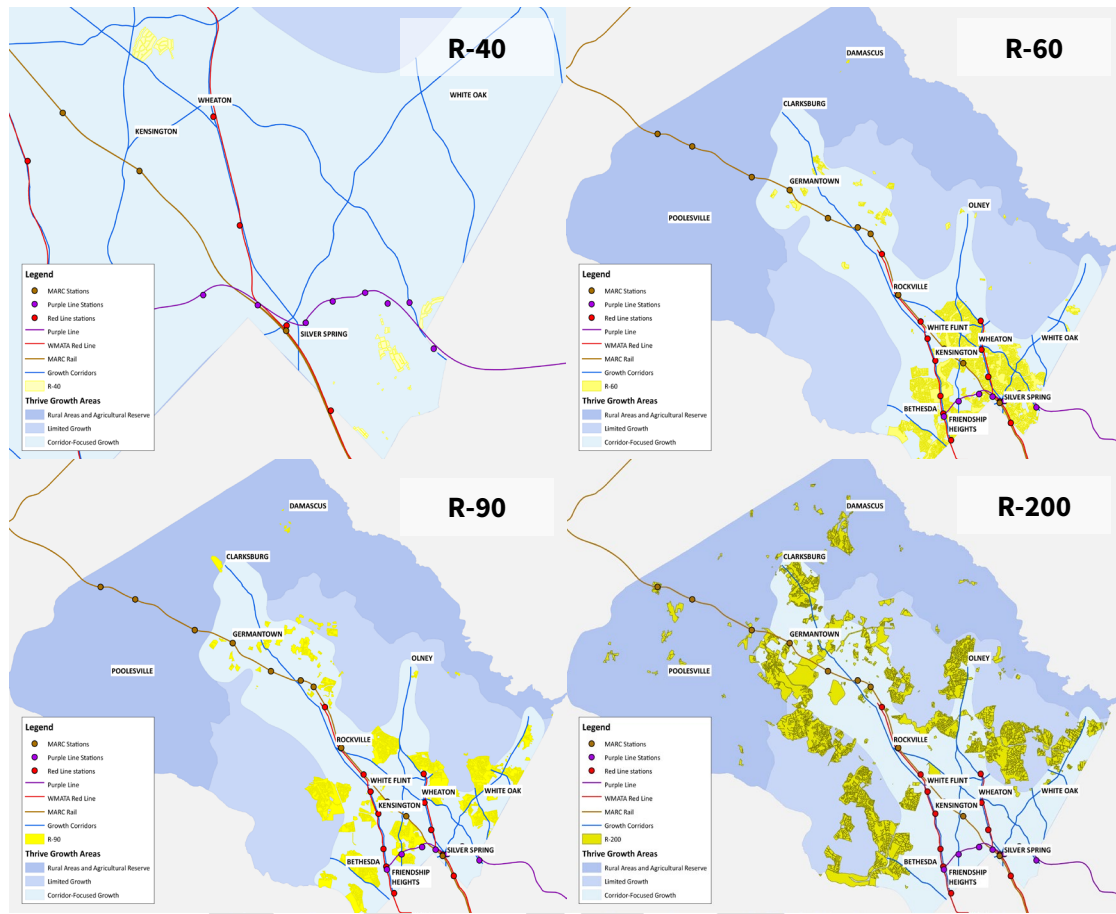 R-40
WHEATON
WHITE OAK
KENSINGTON
SILVER SPRING
Legend
MARC Stations
Purple Line Stations
Red Line stations
Purple Line
WMATA Red Line
MARC Rail
Growth Corridors
R-40
Thrive Growth Areas
Rural Areas and Agricultural Reserve
Limited Growth
Corridor-Focused Growth
R-60
DAMASCUS
CLARKSBURG
GERMANTOWN
OLNEY
POOLESVILLE
ROCKVILLE
WHITE FLINT
WHEATON
WHITE OAK
KENSINGTON
SILVER SPRING
BETHESDA
FRIENDSHIP
HEIGHTS
Legend
MARC Stations
Purple Line Stations
Red Line stations
Purple Line
WMATA Red Line
MARC Rail
Growth Corridors
R-60
Thrive Growth Areas
Rural Areas and Agricultural Reserve
Limited Growth
Corridor-Focused Growth
R-90
DAMASCUS
CLARKSBURG
GERMANTOWN
OLNEY
POOLESVILLE
ROCKVILLE
WHITE FLINT
WHITE OAK
KENSINGTON
WHEATON
SILVER SPRING
BETHESDA
FRIENDSHIP
HEIGHTS
Legend
MARC Stations
Purple Line Stations
Red Line stations
Purple Line
WMATA Red Line
MARC Rail
Growth Corridors
R-90
Thrive Growth Areas
Rural Areas and Agricultural Reserve
Limited Growth
Corridor-Focused Growth
R-200
DAMASCUS
CLARKSBURG
GERMANTOWN
OLNEY
POOLESVILLE
ROCKVILLE
WHITE FLINT
WHITE OAK
KENSINGTON
WHEATON
SILVER SPRING
BETHESDA
FRIENDSHIP
HEIGHTS
Legend
MARC Stations
Purple Line Stations
Red Line stations
Purple Line
WMATA Red Line
MARC Rail
Growth Corridors
R-200
Thrive Growth Areas
Rural Areas and Agricultural Reserve
Limited Growth
Corridor-Focused Growth